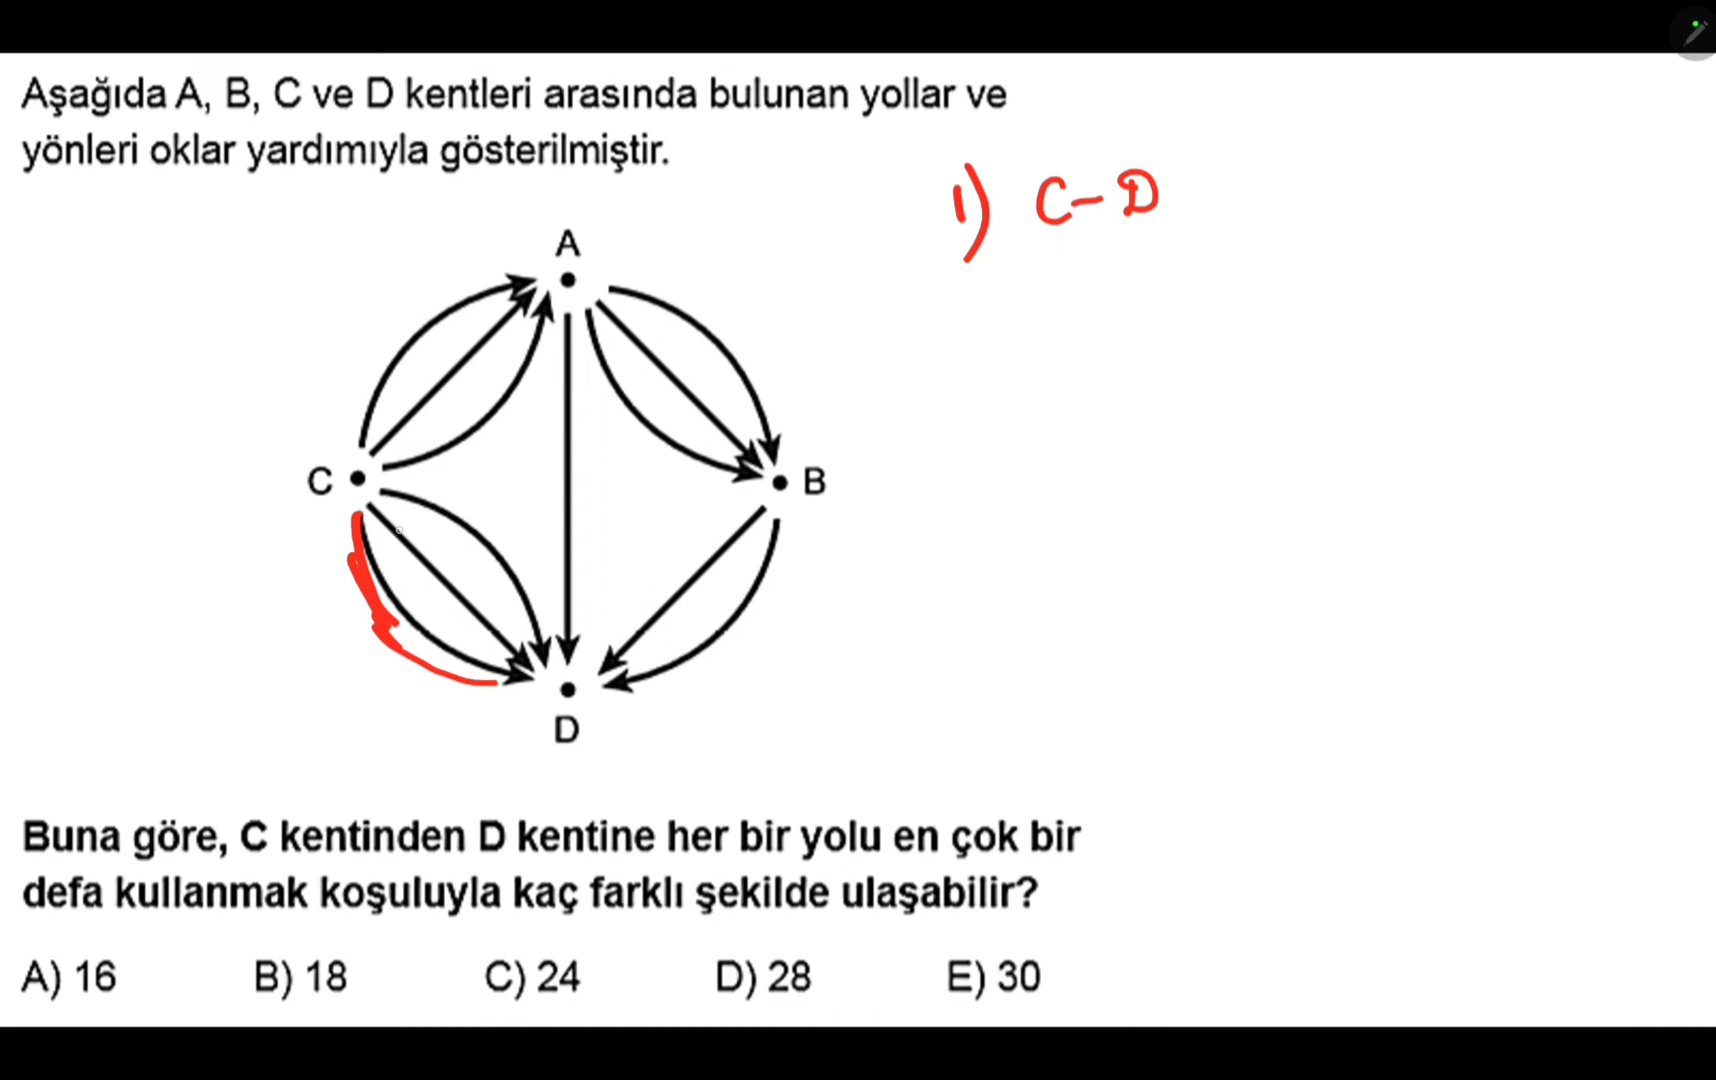 Aşağıda A, B, C ve D kentleri arasında bulunan yollar ve
yönleri oklar yardımıyla gösterilmiştir.
1) C-D
A
C
B
D
Buna göre, C kentinden D kentine her bir yolu en çok bir
defa kullanmak koşuluyla kaç farklı şekilde ulaşabilir?
A) 16 B) 18 C) 24 D) 28 E) 30